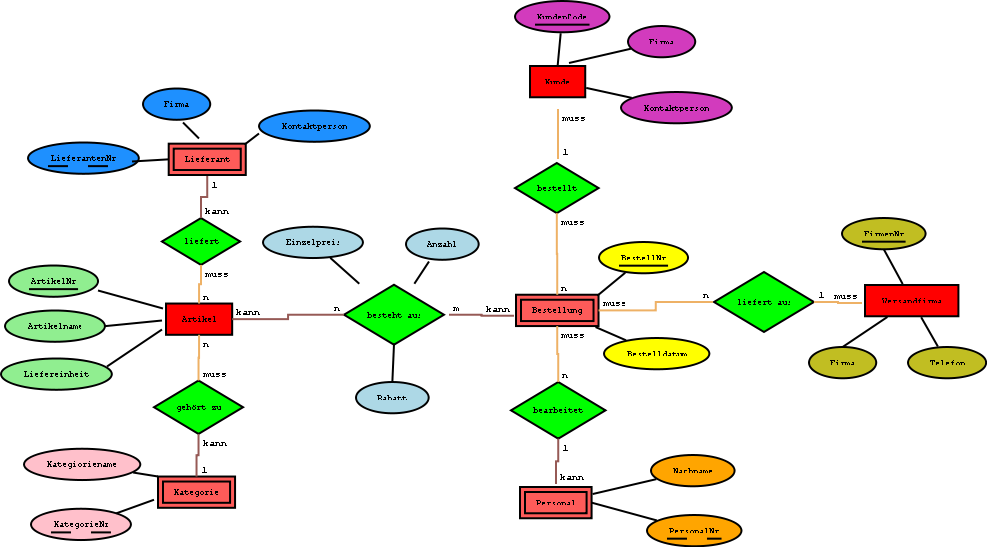 KundenCode
Firma
Kunde
Kontaktperson
muss
1
Firma
Kontaktperson
LieferantenNr
Lieferant
1
kann
liefert
muss
n
bestellt
muss
n
Einzelpreis
Anzahl
BestellNr
FirmenNr
ArtikelNr
Artikelname
Liefereinheit
Artikel
kann
n
besteht aus
m
kann
Bestellung
muss
n
liefert aus
1
muss
Versandfirma
Bestelldatum
Firma
Telefon
n
muss
gehört zu
kann
1
Rabatt
muss
n
bearbeitet
1
kann
Kategioriename
Kategorie
KategorieNr
Nachname
Personal
PersonalNr